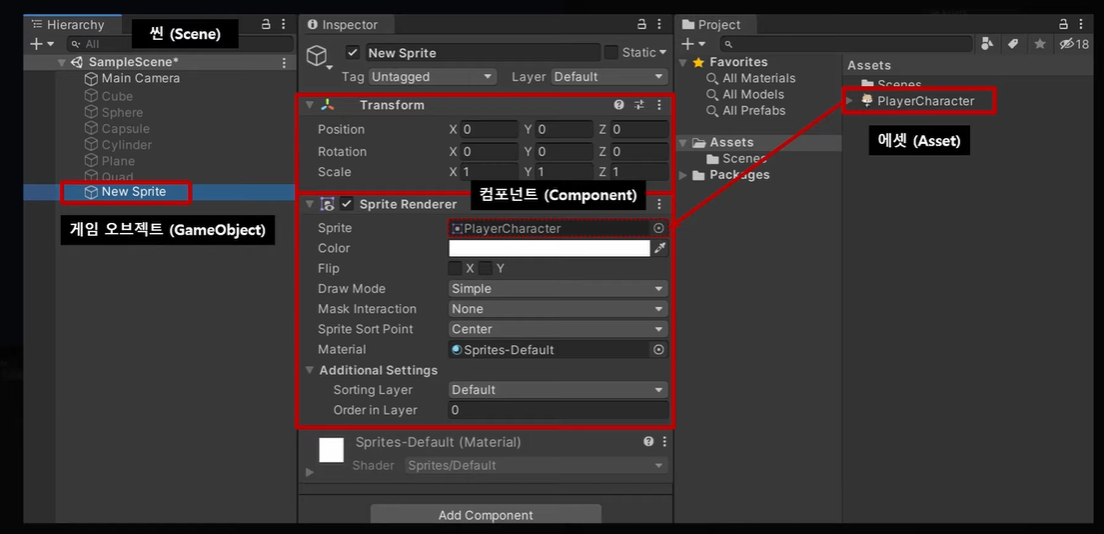 Hierarchy
All
씬 (Scene)
SampleScene*
Main Camera
Cube
Sphere
Capsule
Cylinder
Plane
Quad
New Sprite
게임 오브젝트 (GameObject)
Inspector
New Sprite
Static
Tag Untagged Layer Default
Transform
Position X 0 Y 0 Z 0
Rotation X 0 Y 0 Z 0
Scale X 1 Y 1 Z 1
컴포넌트 (Component)
Sprite Renderer
Sprite PlayerCharacter
Color
Flip X Y
Draw Mode Simple
Mask Interaction None
Sprite Sort Point Center
Material Sprites-Default
Additional Settings
Sorting Layer Default
Order in Layer 0
Sprites-Default (Material)
Shader Sprites/Default
Add Component
Project
18
Favorites
All Materials
All Models
All Prefabs
Assets
Scenes
Packages
Assets
Scenes
PlayerCharacter
에셋 (Asset)